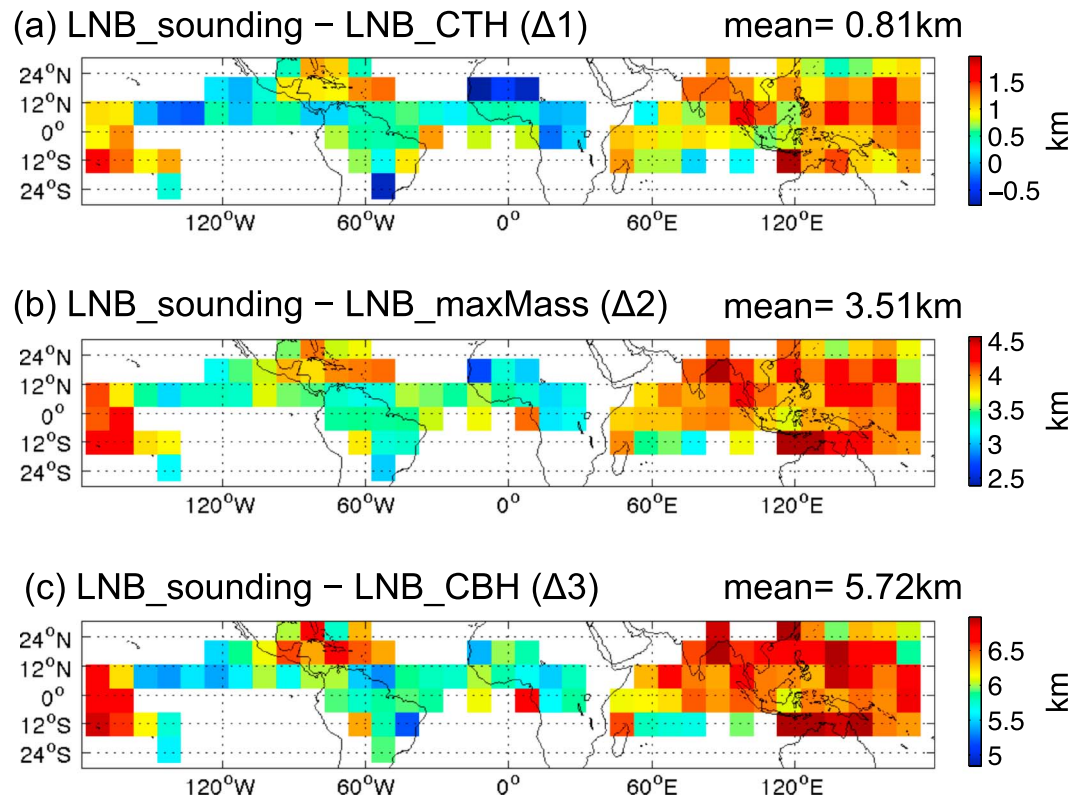 (a) LNB_sounding − LNB_CTH (Δ1) mean= 0.81km
24°N
12°N
0°
12°S
24°S
120°W 60°W 0° 60°E 120°E
1.5
1
0.5
0
−0.5
km
(b) LNB_sounding − LNB_maxMass (Δ2) mean= 3.51km
24°N
12°N
0°
12°S
24°S
120°W 60°W 0° 60°E 120°E
4.5
4
3.5
3
2.5
km
(c) LNB_sounding − LNB_CBH (Δ3) mean= 5.72km
24°N
12°N
0°
12°S
24°S
120°W 60°W 0° 60°E 120°E
6.5
6
5.5
5
km